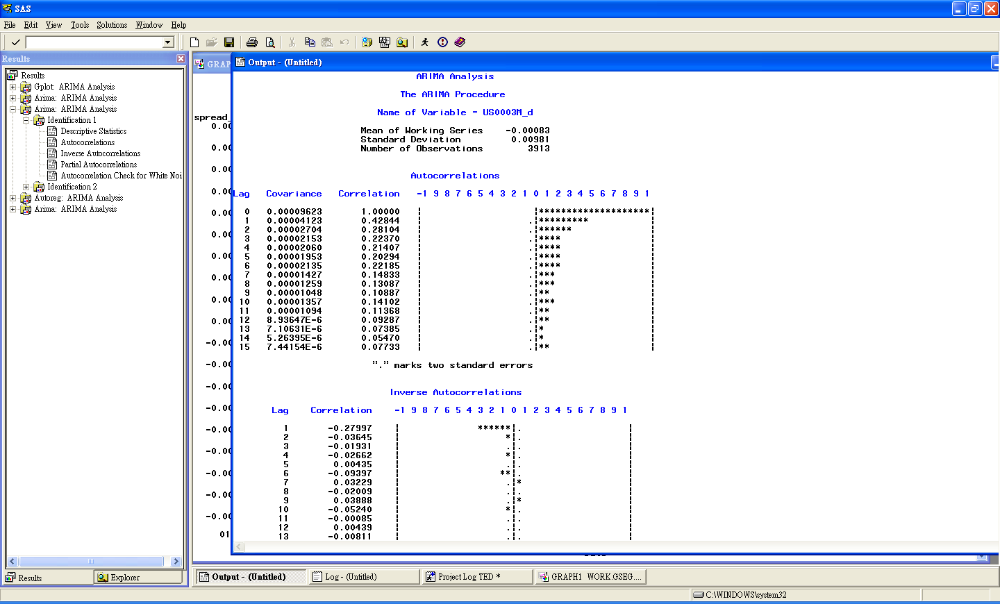 SAS
File Edit View Tools Solutions Window Help
Results
Results
Gplot: ARIMA Analysis
Arima: ARIMA Analysis
Arima: ARIMA Analysis
Identification 1
Descriptive Statistics
Autocorrelations
Inverse Autocorrelations
Partial Autocorrelations
Autocorrelation Check for White Noi
Identification 2
Autoreg: ARIMA Analysis
Arima: ARIMA Analysis
Results Explorer
GRAP
spread_
0.00
0.00
0.00
0.00
0.00
0.00
0.00
0.00
0.00
0.00
-0.00
-0.00
-0.00
-0.00
-0.00
-0.00
-0.00
-0.00
-0.00
01
Output - (Untitled)
ARIMA Analysis
The ARIMA Procedure
Name of Variable = US0003M_d
Mean of Working Series -0.00083
Standard Deviation 0.00981
Number of Observations 3913
Autocorrelations
Lag Covariance Correlation -1 9 8 7 6 5 4 3 2 1 0 1 2 3 4 5 6 7 8 9 1
0 0.00009623 1.00000 | |********************|
1 0.00004123 0.42844 | .|********* |
2 0.00002704 0.28104 | .|****** |
3 0.00002153 0.22370 | .|**** |
4 0.00002060 0.21407 | .|**** |
5 0.00001953 0.20294 | .|**** |
6 0.00002135 0.22185 | .|**** |
7 0.00001427 0.14833 | .|*** |
8 0.00001259 0.13087 | .|*** |
9 0.00001048 0.10887 | .|** |
10 0.00001357 0.14102 | .|*** |
11 0.00001094 0.11368 | .|** |
12 8.93647E-6 0.09287 | .|** |
13 7.10631E-6 0.07385 | .|* |
14 5.26395E-6 0.05470 | .|* |
15 7.44154E-6 0.07733 | .|** |
"." marks two standard errors
Inverse Autocorrelations
Lag Correlation -1 9 8 7 6 5 4 3 2 1 0 1 2 3 4 5 6 7 8 9 1
1 -0.27997 | ******|. |
2 -0.03645 | *|. |
3 -0.01931 | .|. |
4 -0.02662 | *|. |
5 0.00435 | .|. |
6 -0.09397 | **|. |
7 0.03229 | .|* |
8 -0.02009 | .|. |
9 0.03888 | .|* |
10 -0.05240 | *|. |
11 -0.00085 | .|. |
12 0.00439 | .|. |
13 -0.00811 | .|. |
Output - (Untitled) Log - (Untitled) Project Log TED * GRAPH1 WORK.GSEG....
C:\WINDOWS\system32